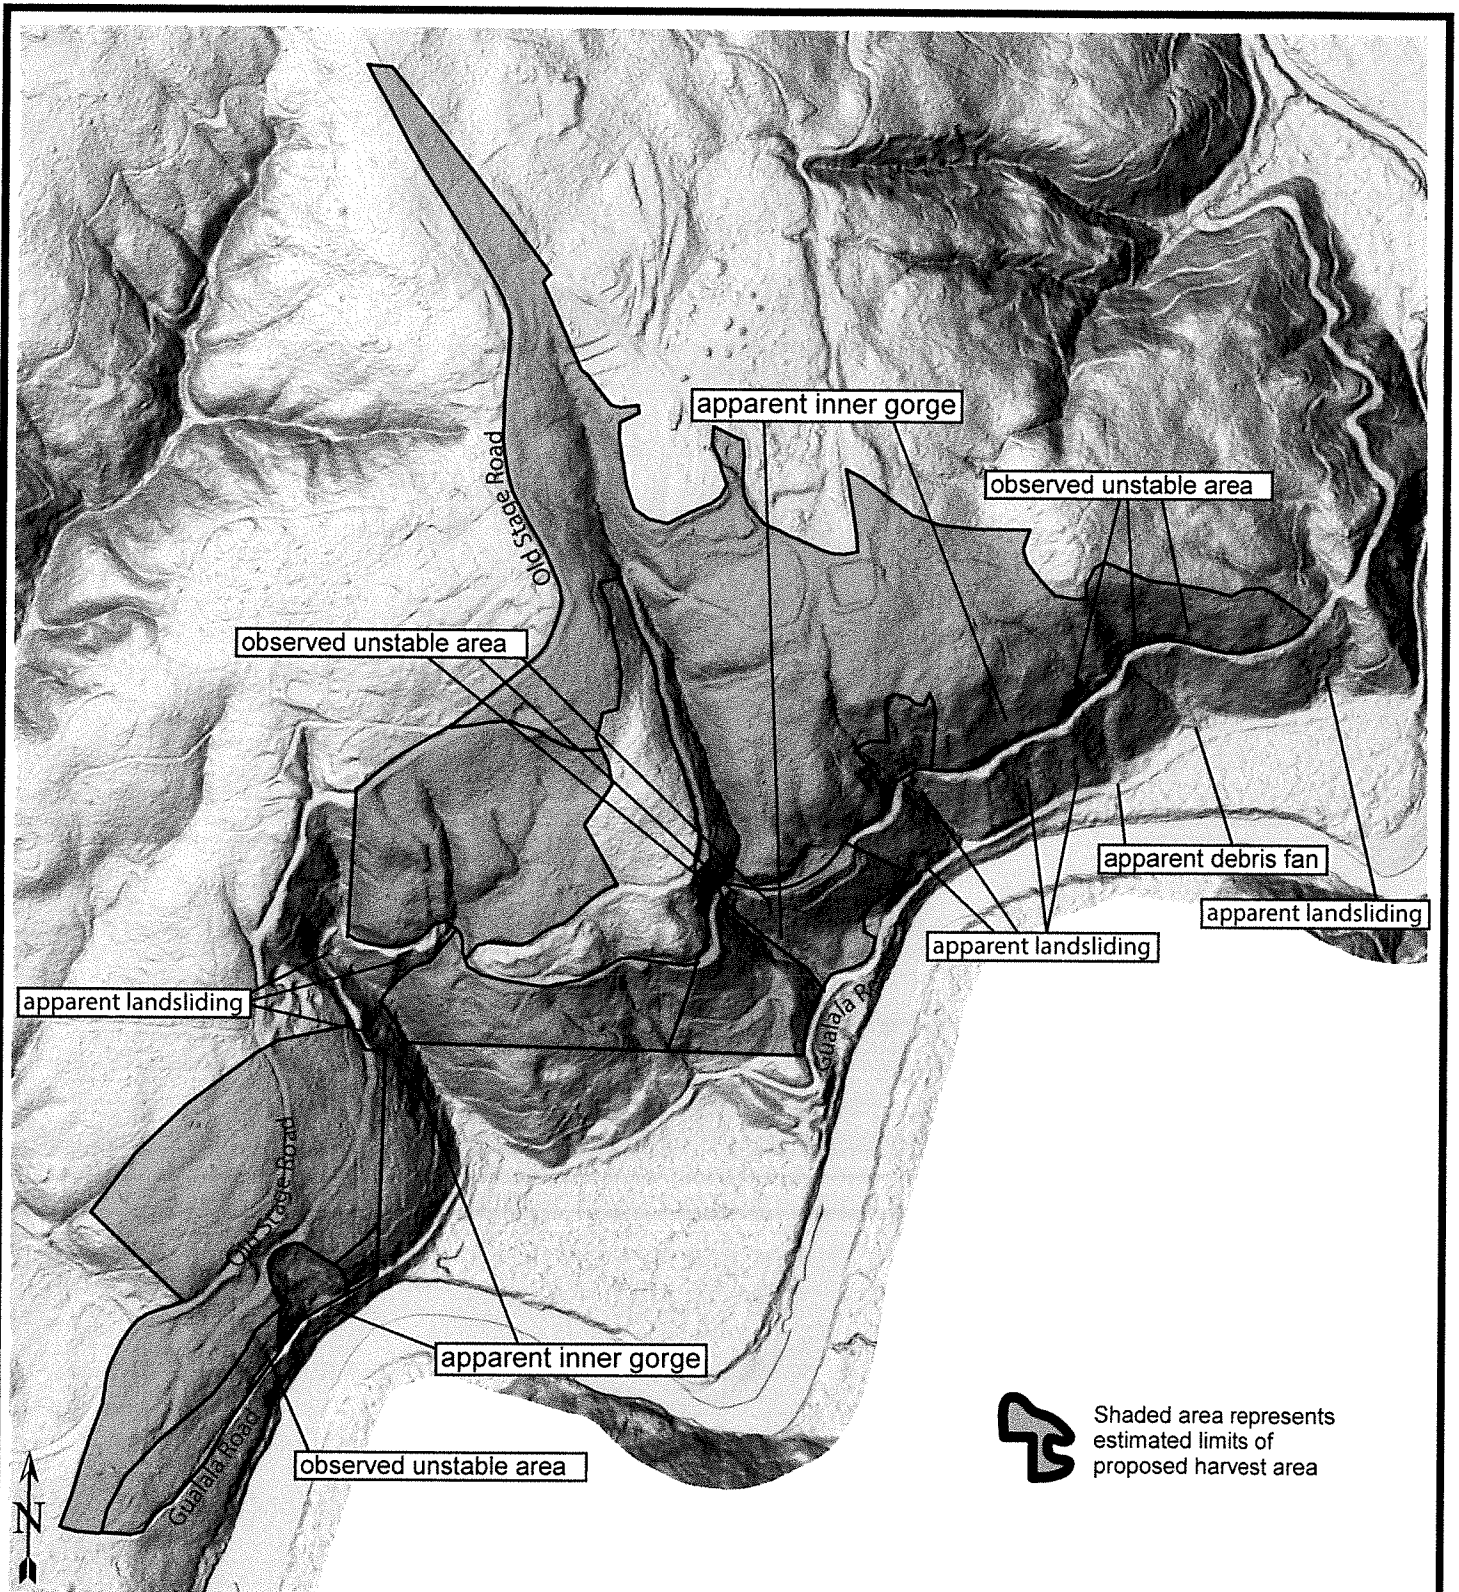 apparent inner gorge
observed unstable area
Old Stage Road
observed unstable area
apparent debris fan
apparent landsliding
apparent landsliding
apparent landsliding
Gualala
Old Stage Road
apparent inner gorge
Shaded area represents
estimated limits of
proposed harvest area
observed unstable area
Gualala Road
N